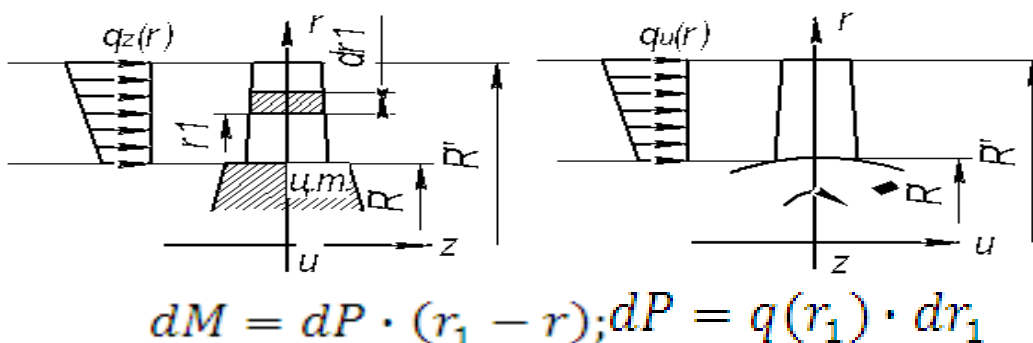 qz(r) r dr1 qu(r) r
r1 R" R"
ц.т. R R
z u
u z
dM = dP · (r₁ − r); dP = q(r₁) · dr₁